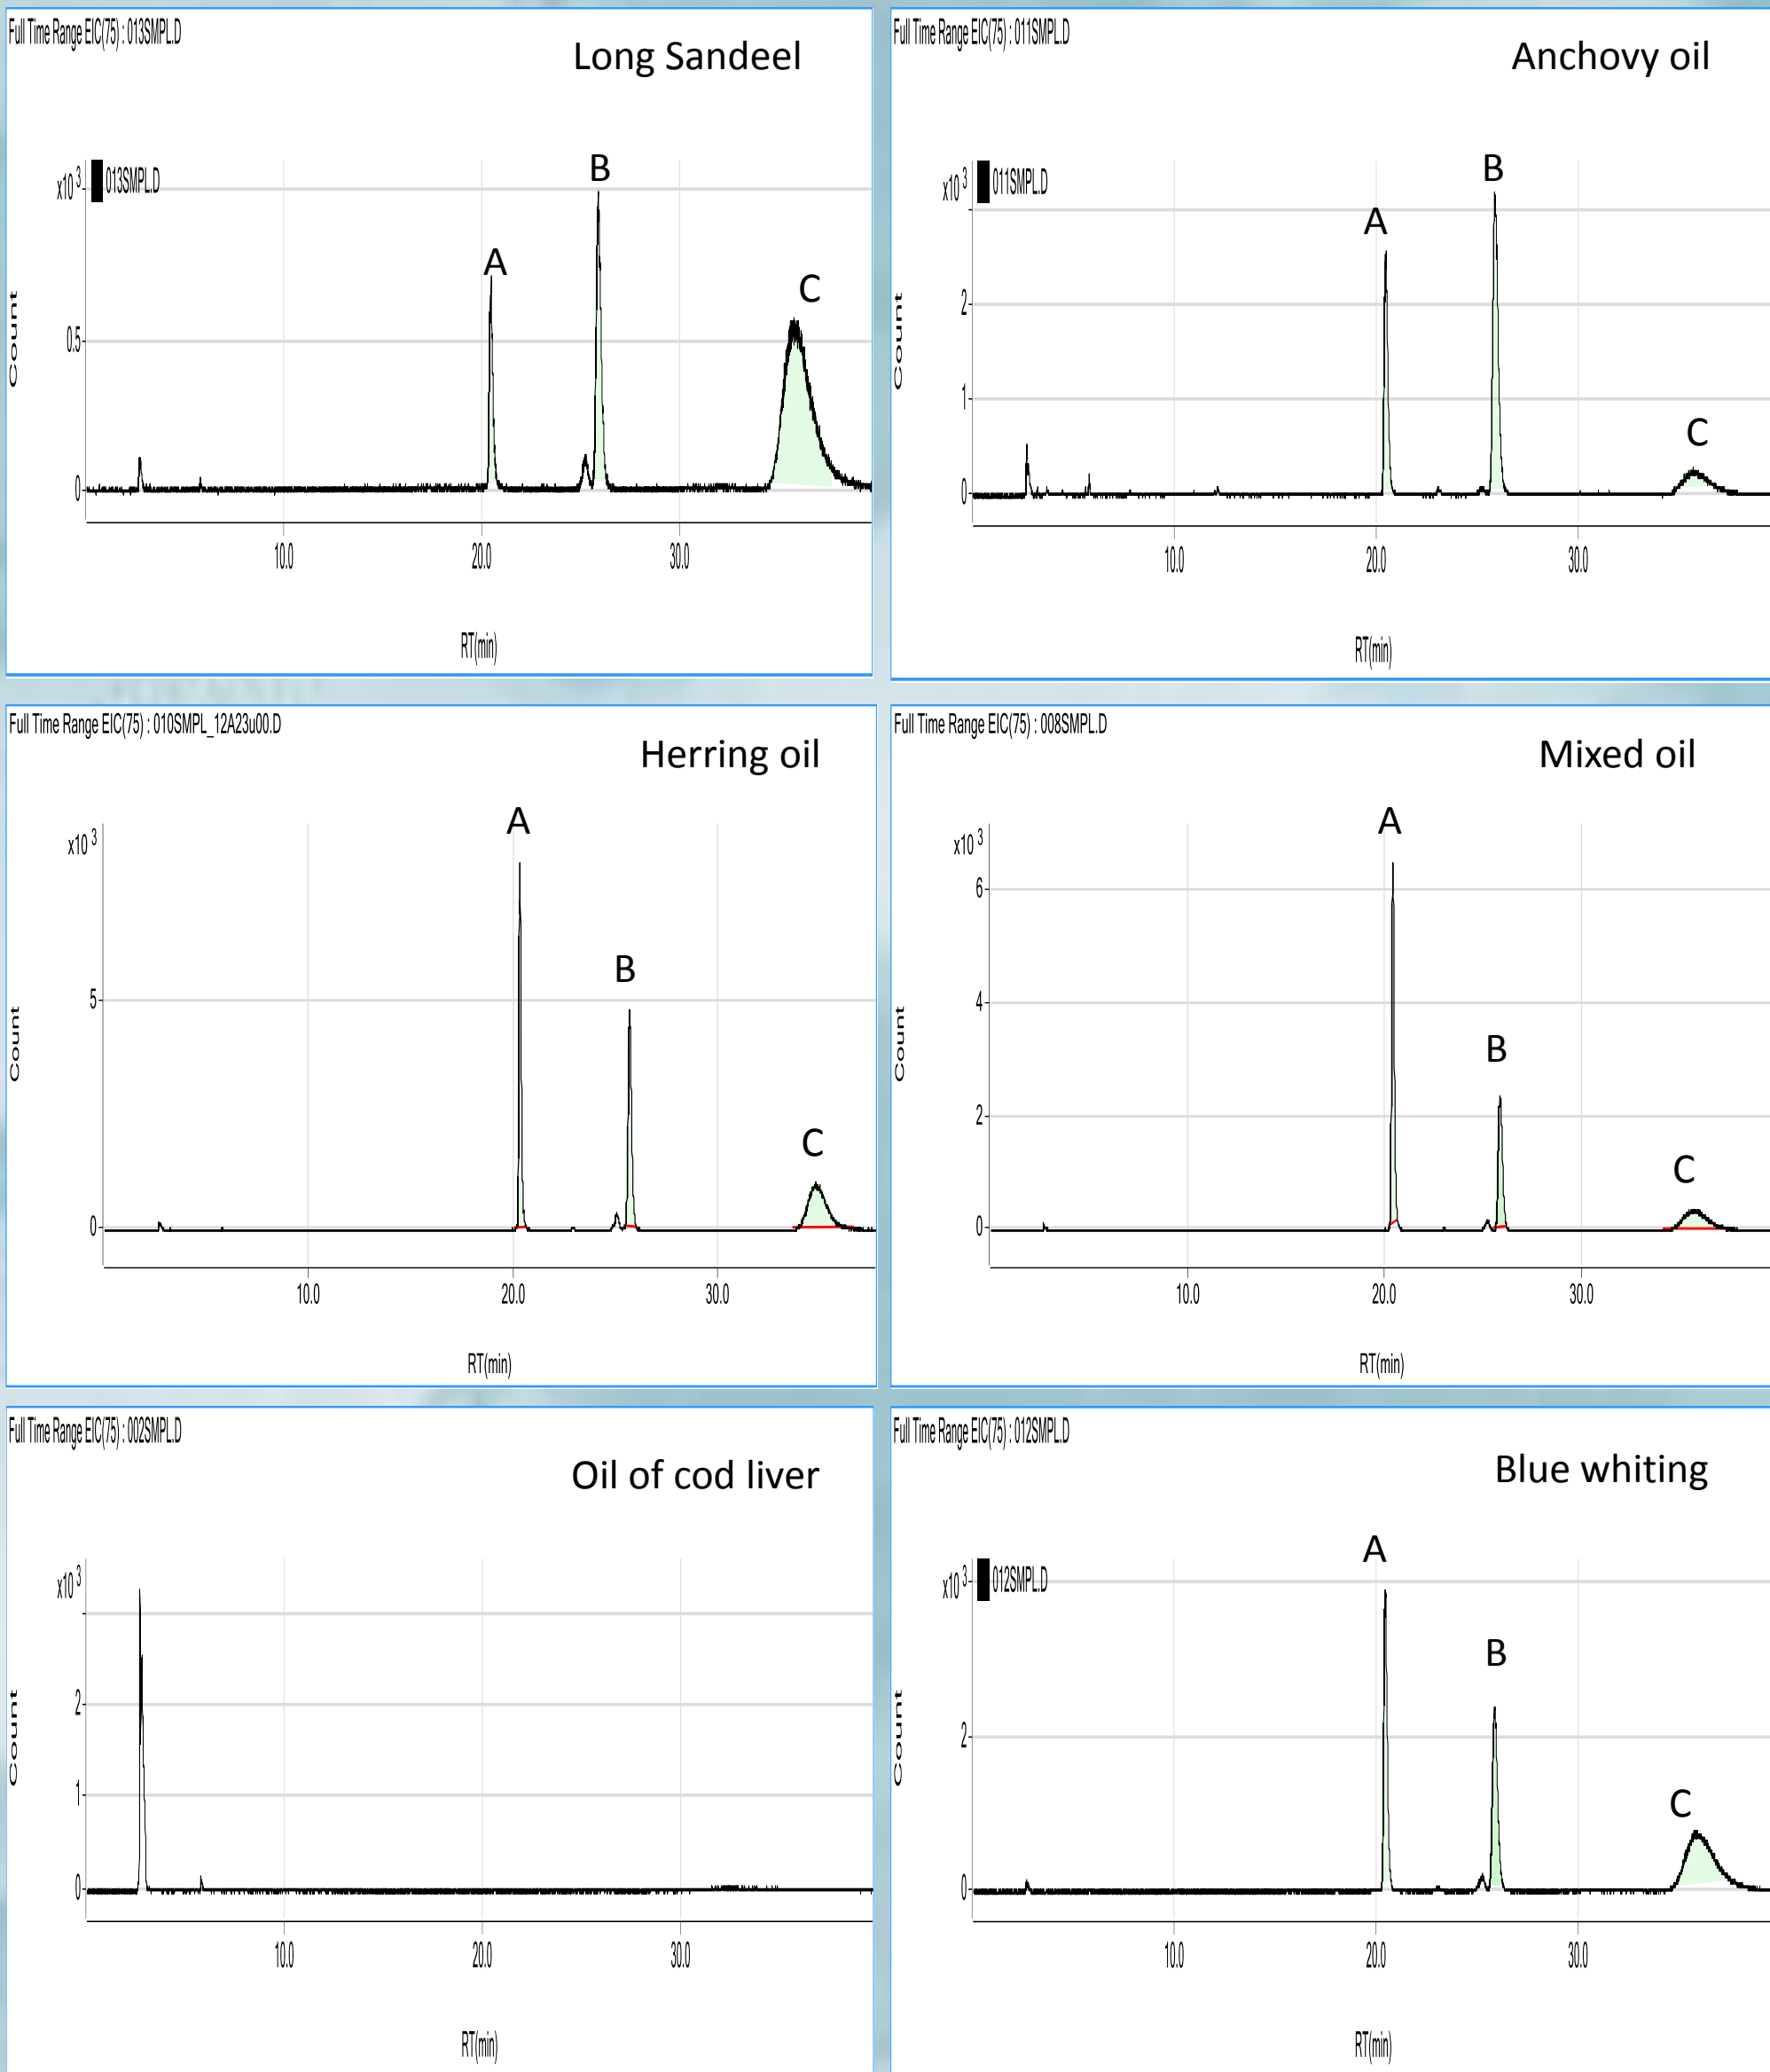 Full Time Range EIC(75) : 013SMPL.D
Long Sandeel
x10 3
013SMPL.D
A
B
C
0.5
0
Count
10.0 20.0 30.0
RT(min)
Full Time Range EIC(75) : 011SMPL.D
Anchovy oil
x10 3
011SMPL.D
A
B
C
2
1
0
Count
10.0 20.0 30.0
RT(min)
Full Time Range EIC(75) : 010SMPL_12A23u00.D
Herring oil
x10 3
A
B
C
5
0
Count
10.0 20.0 30.0
RT(min)
Full Time Range EIC(75) : 008SMPL.D
Mixed oil
x10 3
A
B
C
6
4
2
0
Count
10.0 20.0 30.0
RT(min)
Full Time Range EIC(75) : 002SMPL.D
Oil of cod liver
x10 3
2
1
0
Count
10.0 20.0 30.0
RT(min)
Full Time Range EIC(75) : 012SMPL.D
Blue whiting
x10 3
012SMPL.D
A
B
C
2
0
Count
10.0 20.0 30.0
RT(min)